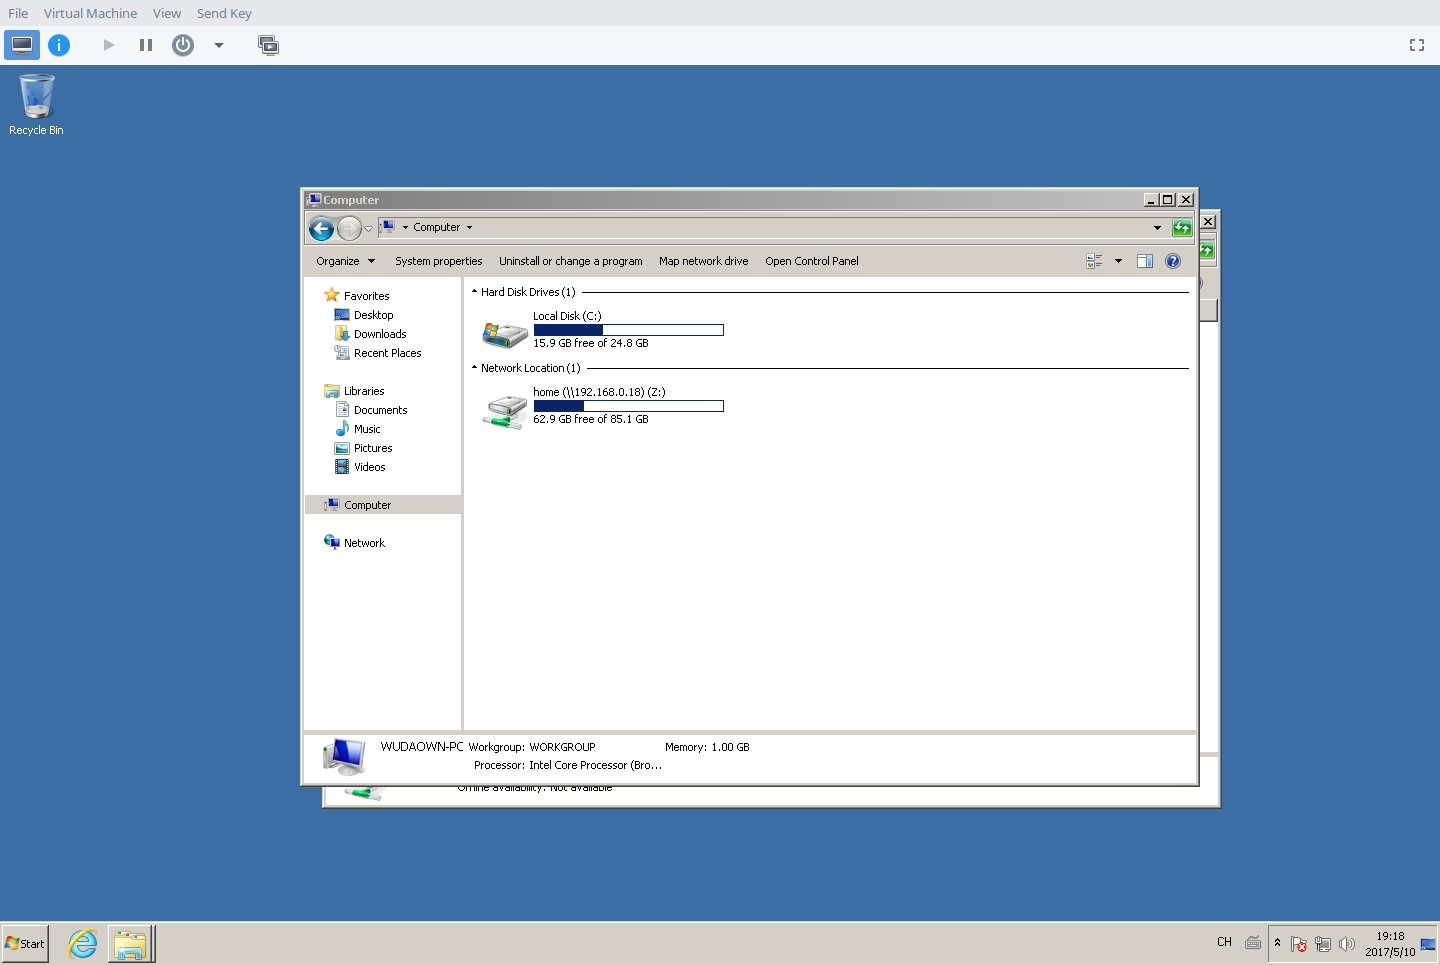 File Virtual Machine View Send Key
Recycle Bin
Computer
Computer
Organize System properties Uninstall or change a program Map network drive Open Control Panel
Favorites
Desktop
Downloads
Recent Places
Libraries
Documents
Music
Pictures
Videos
Computer
Network
Hard Disk Drives (1)
Local Disk (C:)
15.9 GB free of 24.8 GB
Network Location (1)
home (\\192.168.0.18) (Z:)
62.9 GB free of 85.1 GB
WUDAOWN-PC Workgroup: WORKGROUP Memory: 1.00 GB
Processor: Intel Core Processor (Bro...
Offline availability: Not available
Start
CH
19:18
2017/5/10